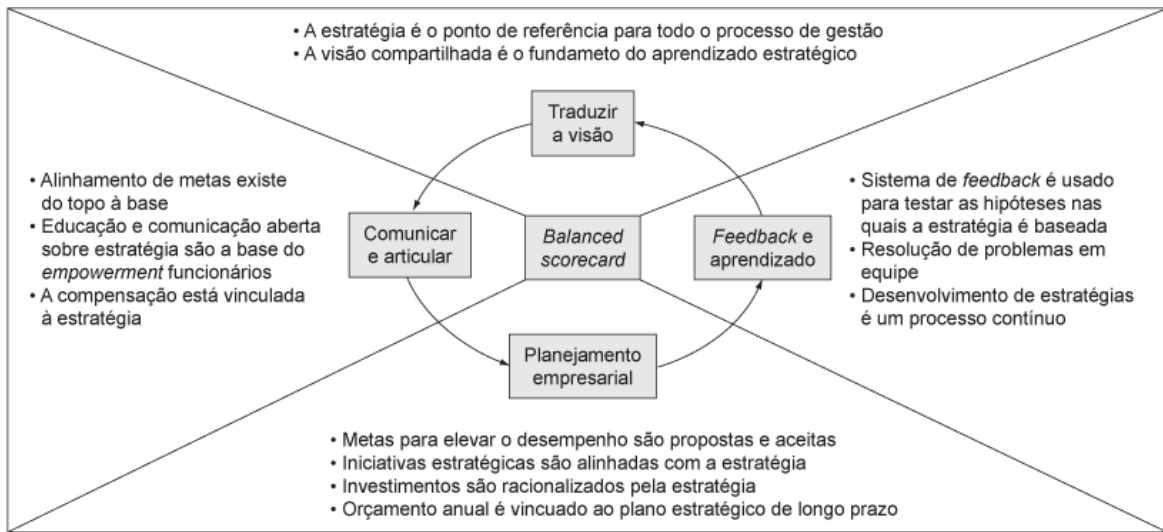 • A estratégia é o ponto de referência para todo o processo de gestão
• A visão compartilhada é o fundameto do aprendizado estratégico
Traduzir
a visão
• Alinhamento de metas existe
do topo à base
• Educação e comunicação aberta
sobre estratégia são a base do
empowerment funcionários
• A compensação está vinculada
à estratégia
Comunicar
e articular
Balanced
scorecard
Feedback e
aprendizado
• Sistema de feedback é usado
para testar as hipóteses nas
quais a estratégia é baseada
• Resolução de problemas em
equipe
• Desenvolvimento de estratégias
é um processo contínuo
Planejamento
empresarial
• Metas para elevar o desempenho são propostas e aceitas
• Iniciativas estratégicas são alinhadas com a estratégia
• Investimentos são racionalizados pela estratégia
• Orçamento anual é vincuado ao plano estratégico de longo prazo